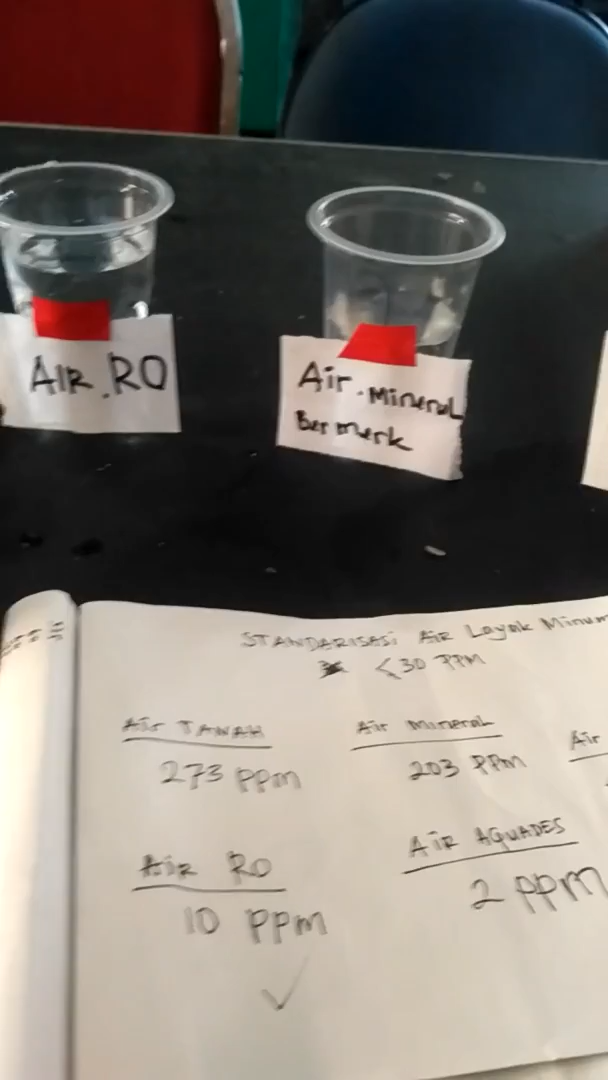 AIR.RO
Air.Mineral
Bermerk
STANDARISASI Air Layak Minum
<30 PPM
Air TANAH
273 ppm
Air Mineral
203 PPM
Air
Air RO
10 ppm
AIR AQUADES
2 ppm